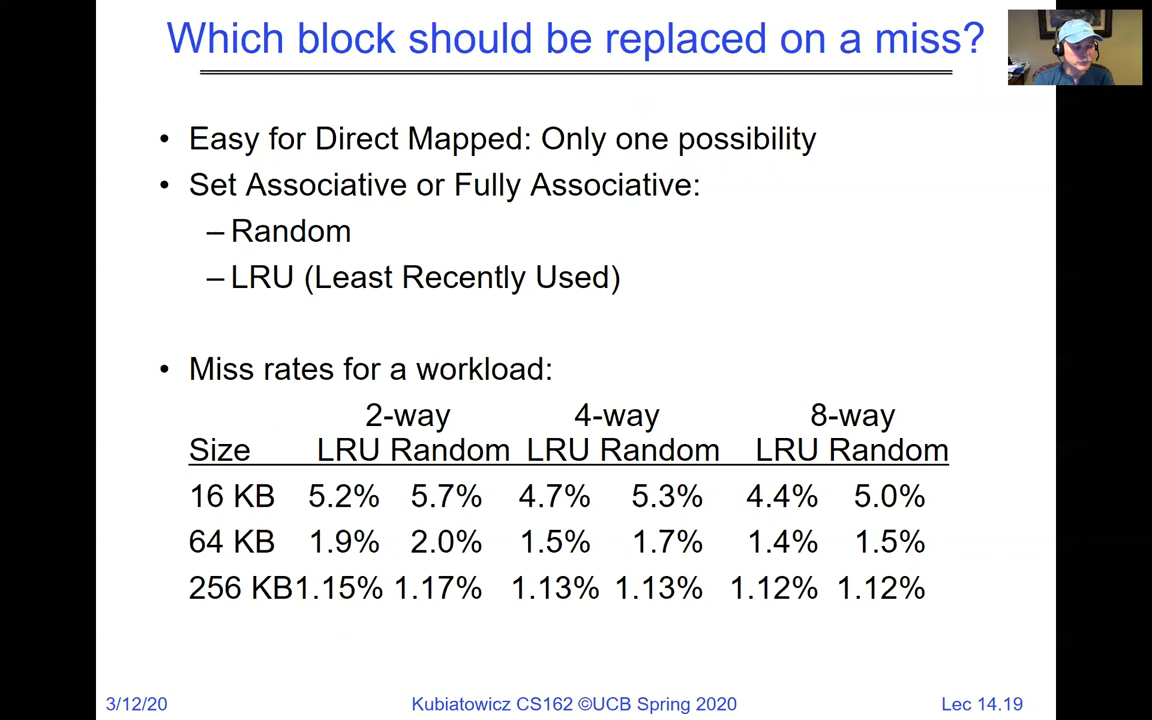 Which block should be replaced on a miss?
• Easy for Direct Mapped: Only one possibility
• Set Associative or Fully Associative:
– Random
– LRU (Least Recently Used)
• Miss rates for a workload:
2-way 4-way 8-way
Size LRU Random LRU Random LRU Random
16 KB 5.2% 5.7% 4.7% 5.3% 4.4% 5.0%
64 KB 1.9% 2.0% 1.5% 1.7% 1.4% 1.5%
256 KB 1.15% 1.17% 1.13% 1.13% 1.12% 1.12%
3/12/20 Kubiatowicz CS162 ©UCB Spring 2020 Lec 14.19